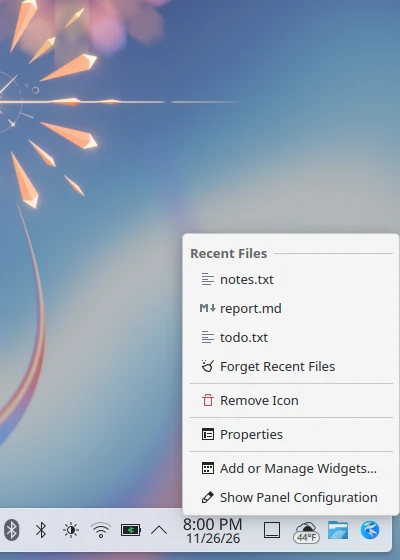 Recent Files
notes.txt
M↓ report.md
todo.txt
Forget Recent Files
Remove Icon
Properties
Add or Manage Widgets...
Show Panel Configuration
8:00 PM
11/26/26
44°F